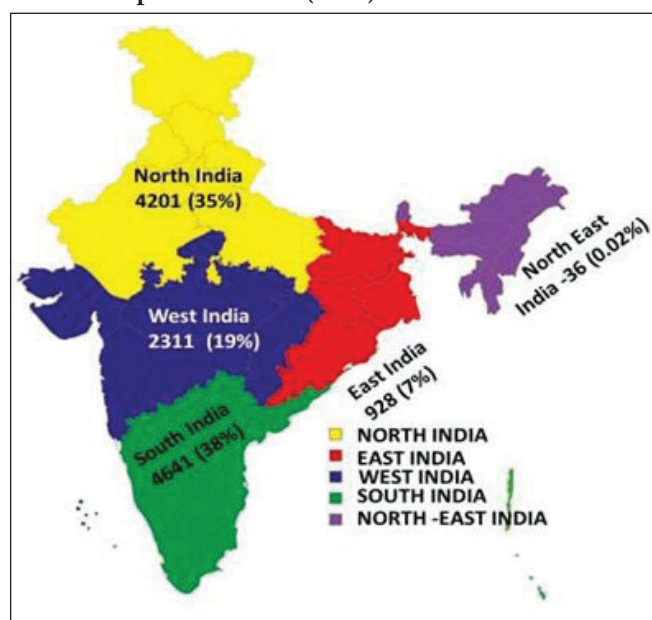 North India
4201 (35%)
West India
2311 (19%)
South India
4641 (38%)
East India
928 (7%)
North East
India -36 (0.02%)
NORTH INDIA
EAST INDIA
WEST INDIA
SOUTH INDIA
NORTH -EAST INDIA